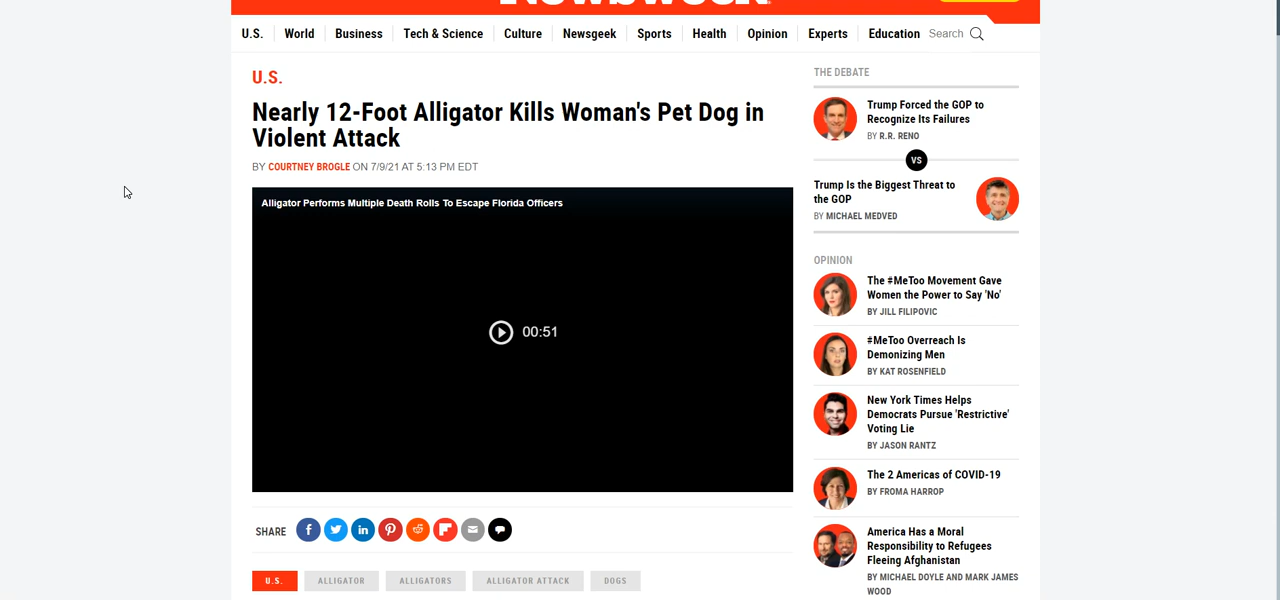 U.S.
World
Business
Tech & Science
Culture
Newsgeek
Sports
Health
Opinion
Experts
Education
Search
U.S.
Nearly 12-Foot Alligator Kills Woman's Pet Dog in
Violent Attack
BY COURTNEY BROGLE ON 7/9/21 AT 5:13 PM EDT
Alligator Performs Multiple Death Rolls To Escape Florida Officers
00:51
SHARE
U.S.
ALLIGATOR
ALLIGATORS
ALLIGATOR ATTACK
DOGS
THE DEBATE
Trump Forced the GOP to
Recognize Its Failures
BY R.R. RENO
VS
Trump Is the Biggest Threat to
the GOP
BY MICHAEL MEDVED
OPINION
The #MeToo Movement Gave
Women the Power to Say 'No'
BY JILL FILIPOVIC
#MeToo Overreach Is
Demonizing Men
BY KAT ROSENFIELD
New York Times Helps
Democrats Pursue 'Restrictive'
Voting Lie
BY JASON RANTZ
The 2 Americas of COVID-19
BY FROMA HARROP
America Has a Moral
Responsibility to Refugees
Fleeing Afghanistan
BY MICHAEL DOYLE AND MARK JAMES
WOOD